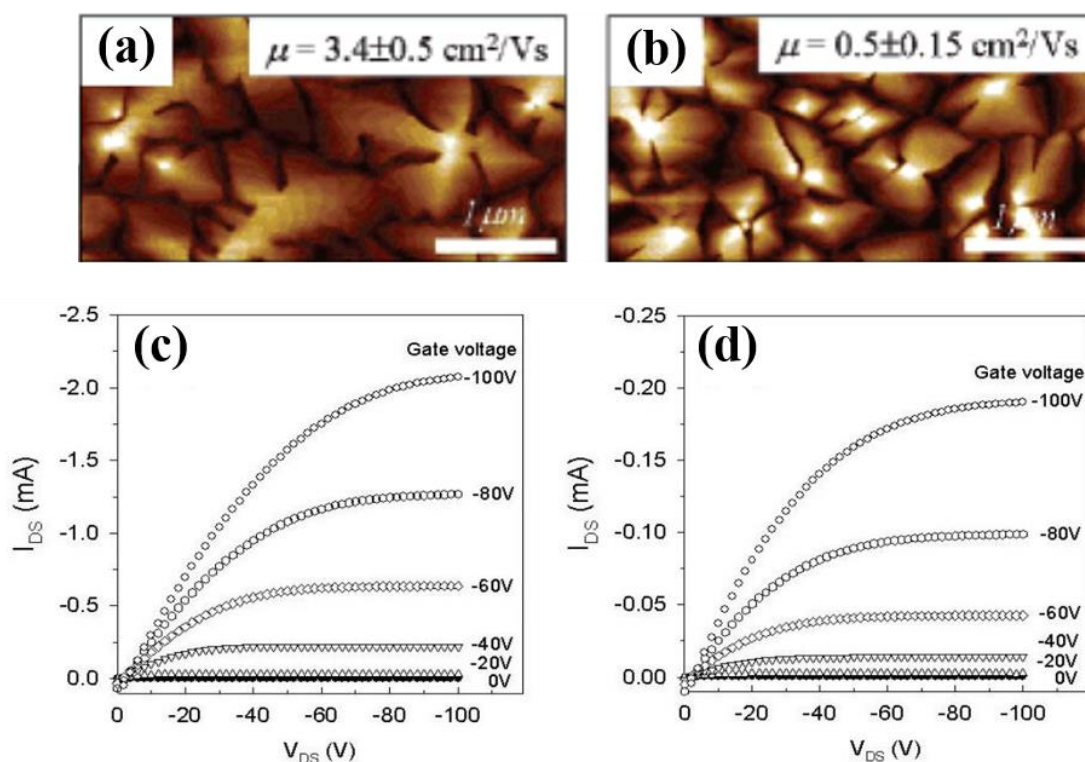 (a)
μ = 3.4±0.5 cm²/Vs
1 μm
(b)
μ = 0.5±0.15 cm²/Vs
1 μm
(c)
Gate voltage
-100V
-80V
-60V
-40V
-20V
0V
-2.5
-2.0
-1.5
-1.0
-0.5
0.0
I_DS (mA)
0 -20 -40 -60 -80 -100
V_DS (V)
(d)
Gate voltage
-100V
-80V
-60V
-40V
-20V
0V
-0.25
-0.20
-0.15
-0.10
-0.05
0.00
I_DS (mA)
0 -20 -40 -60 -80 -100
V_DS (V)